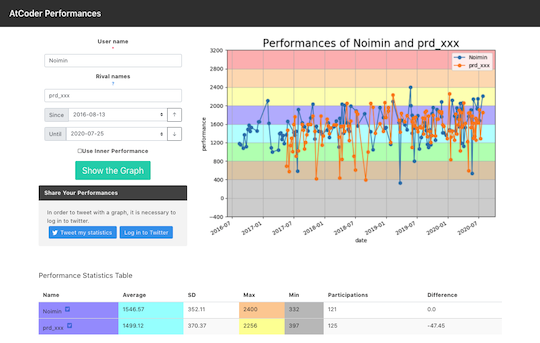 AtCoder Performances
User name
*
Noimin
Rival names
?
prd_xxx
Since 2016-08-13 ↑
Until 2020-07-25 ↓
Use Inner Performance
Show the Graph
Share Your Performances
In order to tweet with a graph, it is necessary to
log in to twitter.
Tweet my statistics Log in to Twitter
Performances of Noimin and prd_xxx
Noimin
prd_xxx
performance
3200
2800
2400
2000
1600
1200
800
400
0
−400
2016-07
2017-01
2017-07
2018-01
2018-07
2019-01
2019-07
2020-01
2020-07
date
Performance Statistics Table
Name Average SD Max Min Participations Difference
Noimin 1546.57 352.11 2400 332 121 0.0
prd_xxx 1499.12 370.37 2256 397 125 -47.45